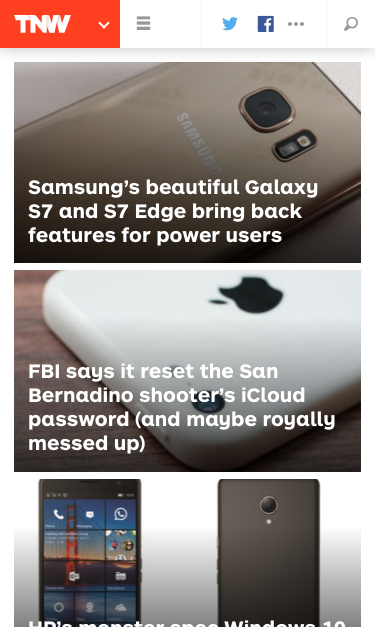 TNW
SAMSUNG
Samsung's beautiful Galaxy
S7 and S7 Edge bring back
features for power users
FBI says it reset the San
Bernadino shooter's iCloud
password (and maybe royally
messed up)
HP's monster spec Windows 10